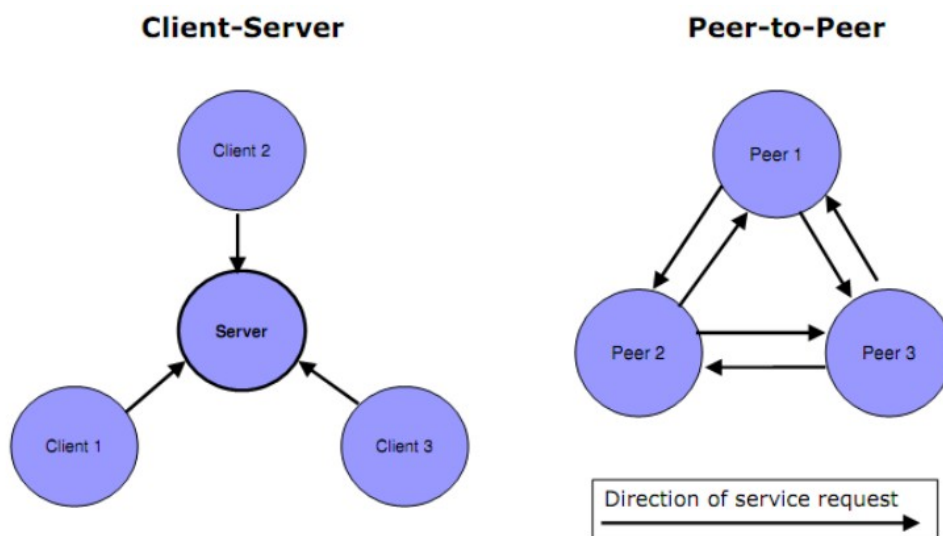 Client-Server
Peer-to-Peer
Client 2
Server
Client 1
Client 3
Peer 1
Peer 2
Peer 3
Direction of service request